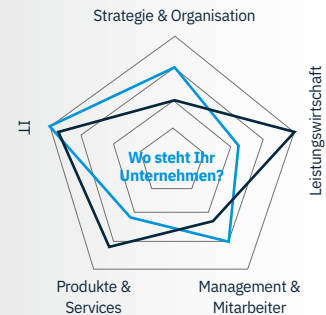 Strategie & Organisation
IT
Leistungswirtschaft
Wo steht Ihr
Unternehmen?
Produkte &
Services
Management &
Mitarbeiter